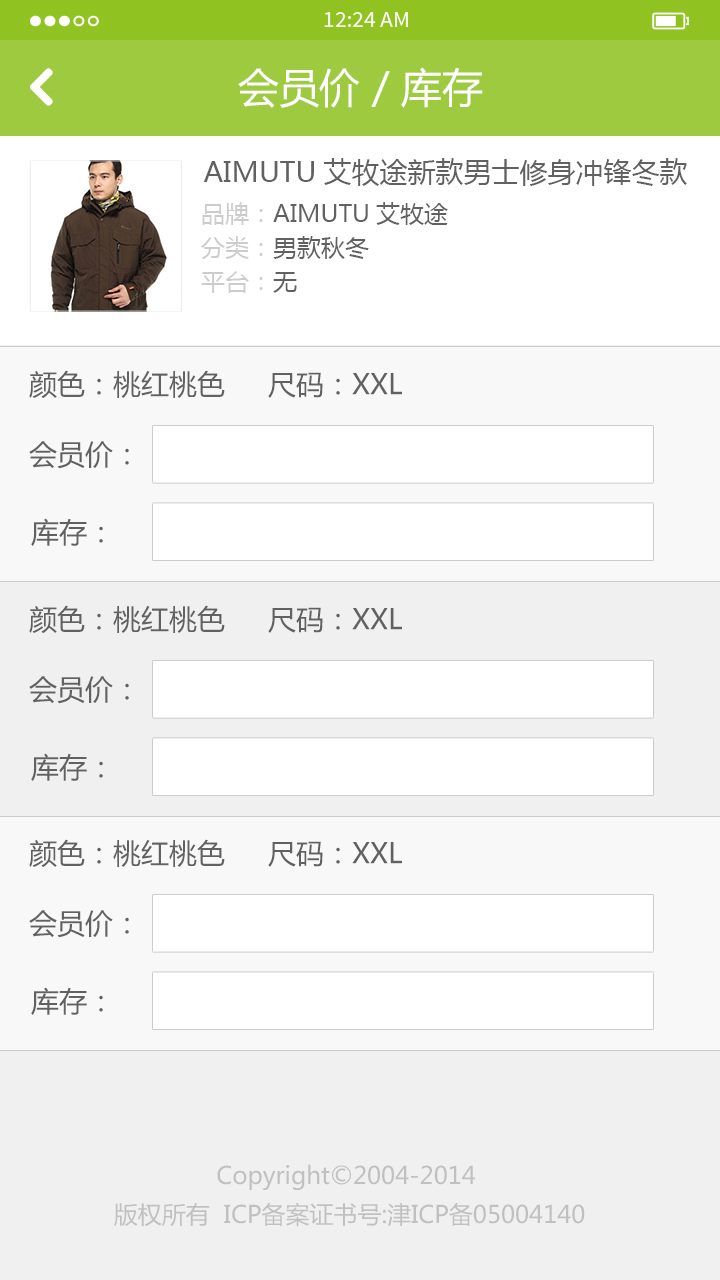 12:24 AM
会员价 / 库存
AIMUTU 艾牧途新款男士修身冲锋冬款
品牌：AIMUTU 艾牧途
分类：男款秋冬
平台：无
颜色：桃红桃色 尺码：XXL
会员价：
库存：
颜色：桃红桃色 尺码：XXL
会员价：
库存：
颜色：桃红桃色 尺码：XXL
会员价：
库存：
Copyright©2004-2014
版权所有 ICP备案证书号:津ICP备05004140